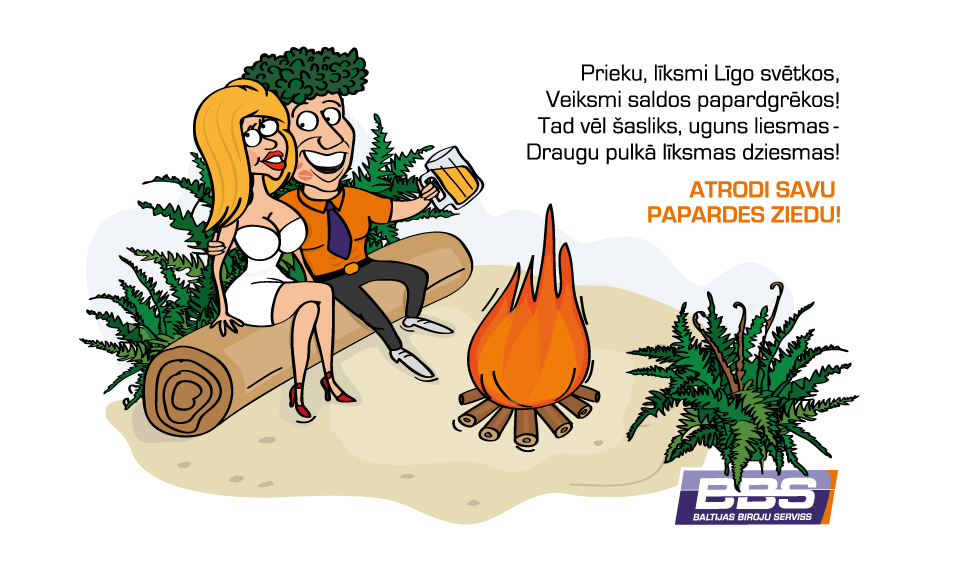 Prieku, līksmi Līgo svētkos,
Veiksmi saldos papardgrēkos!
Tad vēl šasliks, uguns liesmas -
Draugu pulkā līksmas dziesmas!
ATRODI SAVU
PAPARDES ZIEDU!
BBS
BALTIJAS BIROJU SERVISS